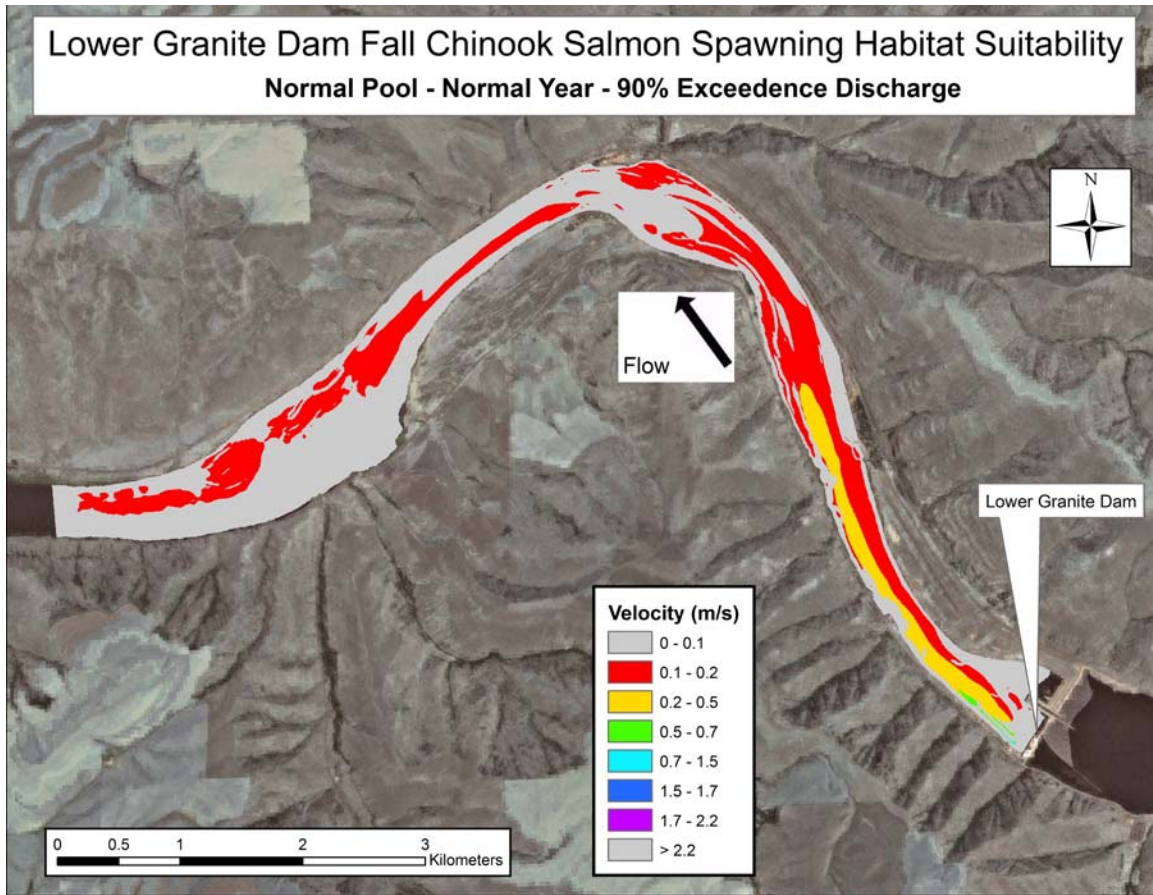 Lower Granite Dam Fall Chinook Salmon Spawning Habitat Suitability
Normal Pool - Normal Year - 90% Exceedence Discharge
N
Flow
Lower Granite Dam
Velocity (m/s)
0 - 0.1
0.1 - 0.2
0.2 - 0.5
0.5 - 0.7
0.7 - 1.5
1.5 - 1.7
1.7 - 2.2
> 2.2
0 0.5 1 2 3
Kilometers